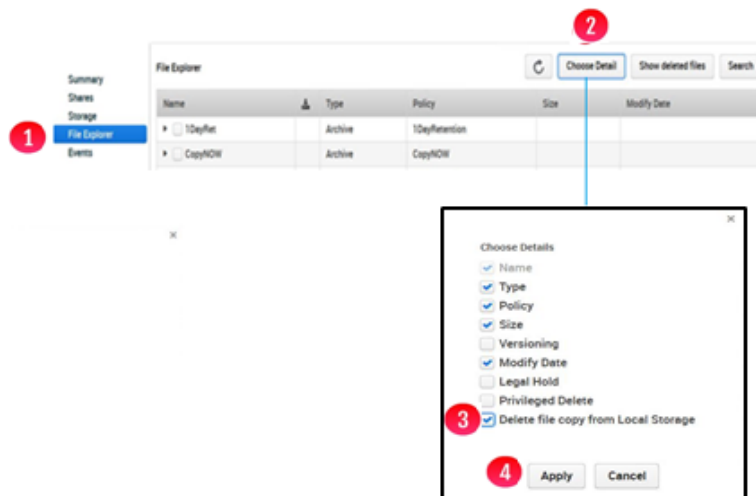 2
File Explorer
Choose Detail
Show deleted files
Search
Summary
Shares
Storage
1
File Explorer
Events
Name
Type
Policy
Size
Modify Date
1DayRet
Archive
1DayRetention
CopyNOW
Archive
CopyNOW
×
×
Choose Details
Name
Type
Policy
Size
Versioning
Modify Date
Legal Hold
Privileged Delete
3
Delete file copy from Local Storage
4
Apply
Cancel